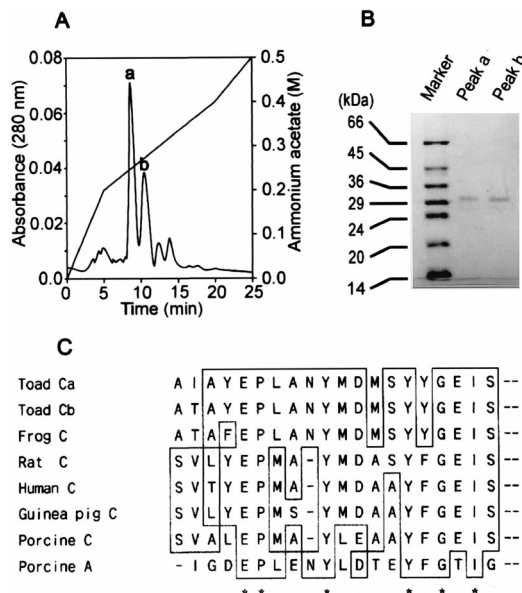 A
Absorbance (280 nm)
0.08
0.06
0.04
0.02
0.00
a
b
0.5
0.4
0.3
0.2
0.1
0.0
Ammonium acetate (M)
0 5 10 15 20 25
Time (min)
B
Marker Peak a Peak b
(kDa)
66
45
36
29
24
20
14
C
Toad Ca A I A Y E P L A N Y M D M S Y Y G E I S --
Toad Cb A T A Y E P L A N Y M D M S Y Y G E I S --
Frog C A T A F E P L A N Y M D M S Y Y G E I S --
Rat C S V L Y E P M A - Y M D A S Y F G E I S --
Human C S V T Y E P M A - Y M D A A Y F G E I S --
Guinea pig C S V L Y E P M S - Y M D A A Y F G E I S --
Porcine C S V A L E P M A - Y L E A A Y F G E I S --
Porcine A - I G D E P L E N Y L D T E Y F G T I G --
* * * * * *